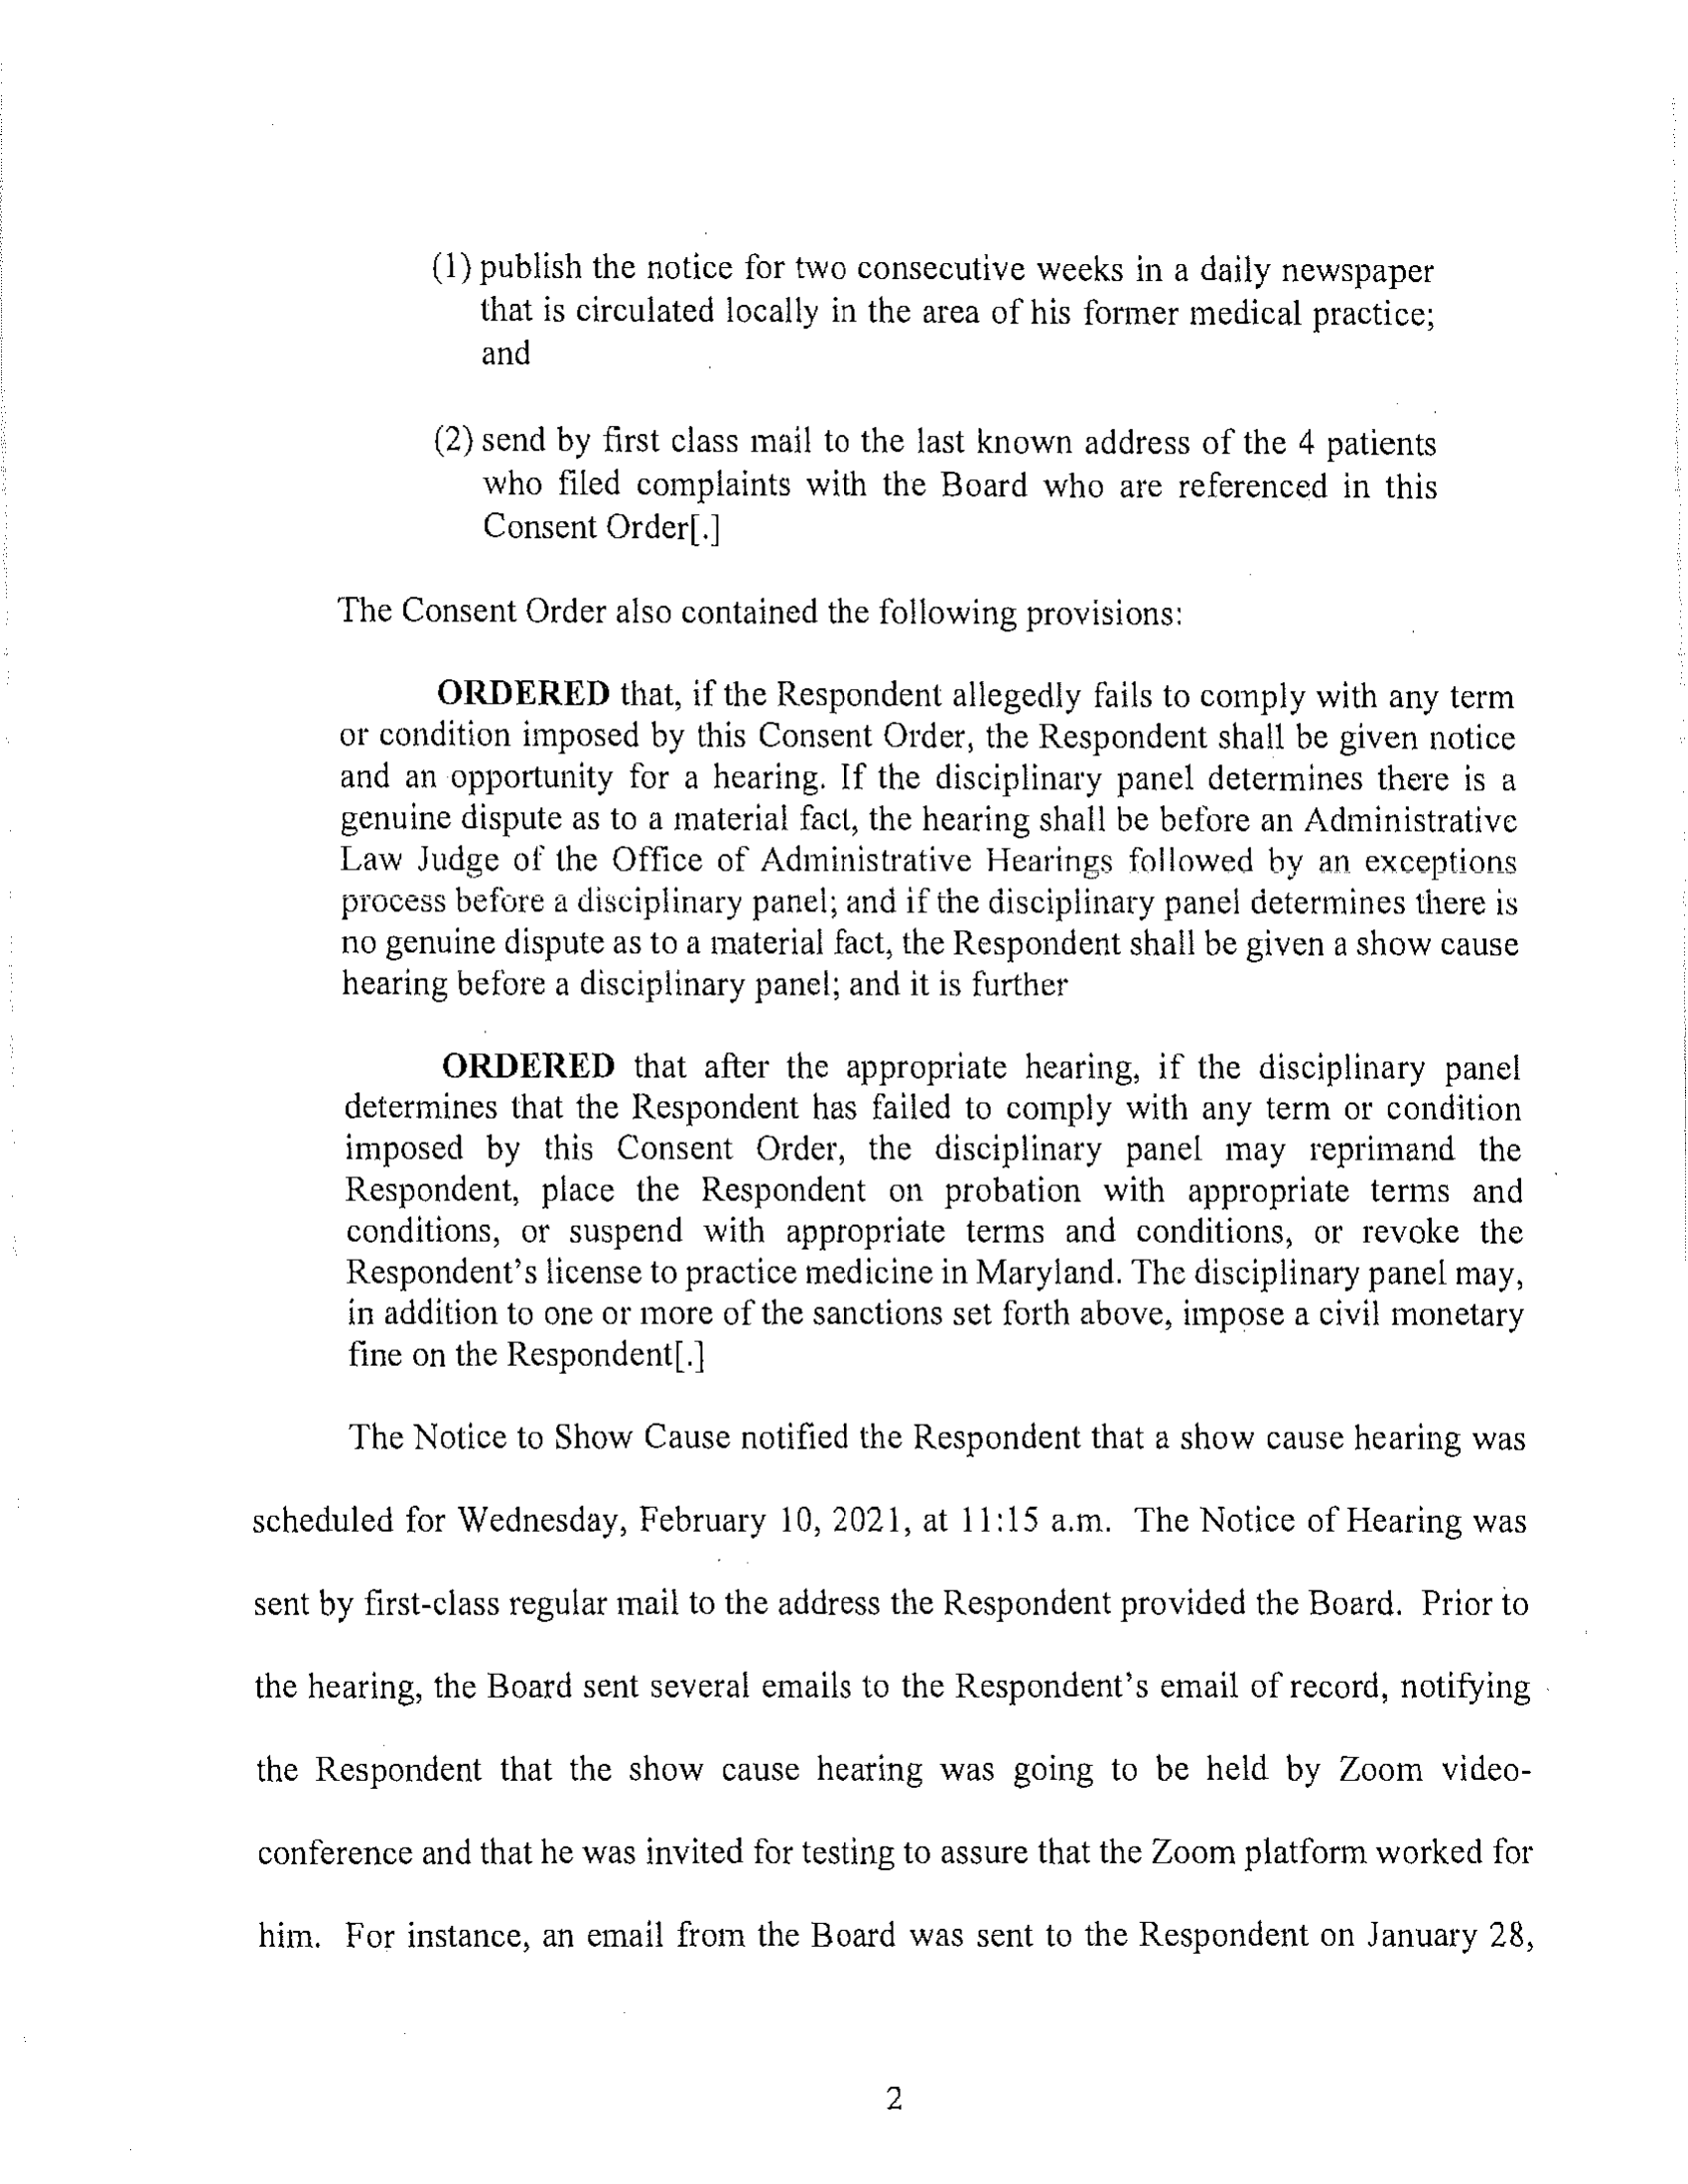 (1) publish the notice for two consecutive weeks in a daily newspaper
that is circulated locally in the area of his former medical practice;
and
(2) send by first class mail to the last known address of the 4 patients
who filed complaints with the Board who are referenced in this
Consent Order[.]
The Consent Order also contained the following provisions:
ORDERED that, if the Respondent allegedly fails to comply with any term
or condition imposed by this Consent Order, the Respondent shall be given notice
and an opportunity for a hearing. If the disciplinary panel determines there is a
genuine dispute as to a material fact, the hearing shall be before an Administrative
Law Judge of the Office of Administrative Hearings followed by an exceptions
process before a disciplinary panel; and if the disciplinary panel determines there is
no genuine dispute as to a material fact, the Respondent shall be given a show cause
hearing before a disciplinary panel; and it is further
ORDERED that after the appropriate hearing, if the disciplinary panel
determines that the Respondent has failed to comply with any term or condition
imposed by this Consent Order, the disciplinary panel may reprimand the
Respondent, place the Respondent on probation with appropriate terms and
conditions, or suspend with appropriate terms and conditions, or revoke the
Respondent's license to practice medicine in Maryland. The disciplinary panel may,
in addition to one or more of the sanctions set forth above, impose a civil monetary
fine on the Respondent[.]
The Notice to Show Cause notified the Respondent that a show cause hearing was
scheduled for Wednesday, February 10, 2021, at 11:15 a.m. The Notice of Hearing was
sent by first-class regular mail to the address the Respondent provided the Board. Prior to
the hearing, the Board sent several emails to the Respondent's email of record, notifying
the Respondent that the show cause hearing was going to be held by Zoom video-
conference and that he was invited for testing to assure that the Zoom platform worked for
him. For instance, an email from the Board was sent to the Respondent on January 28,
2